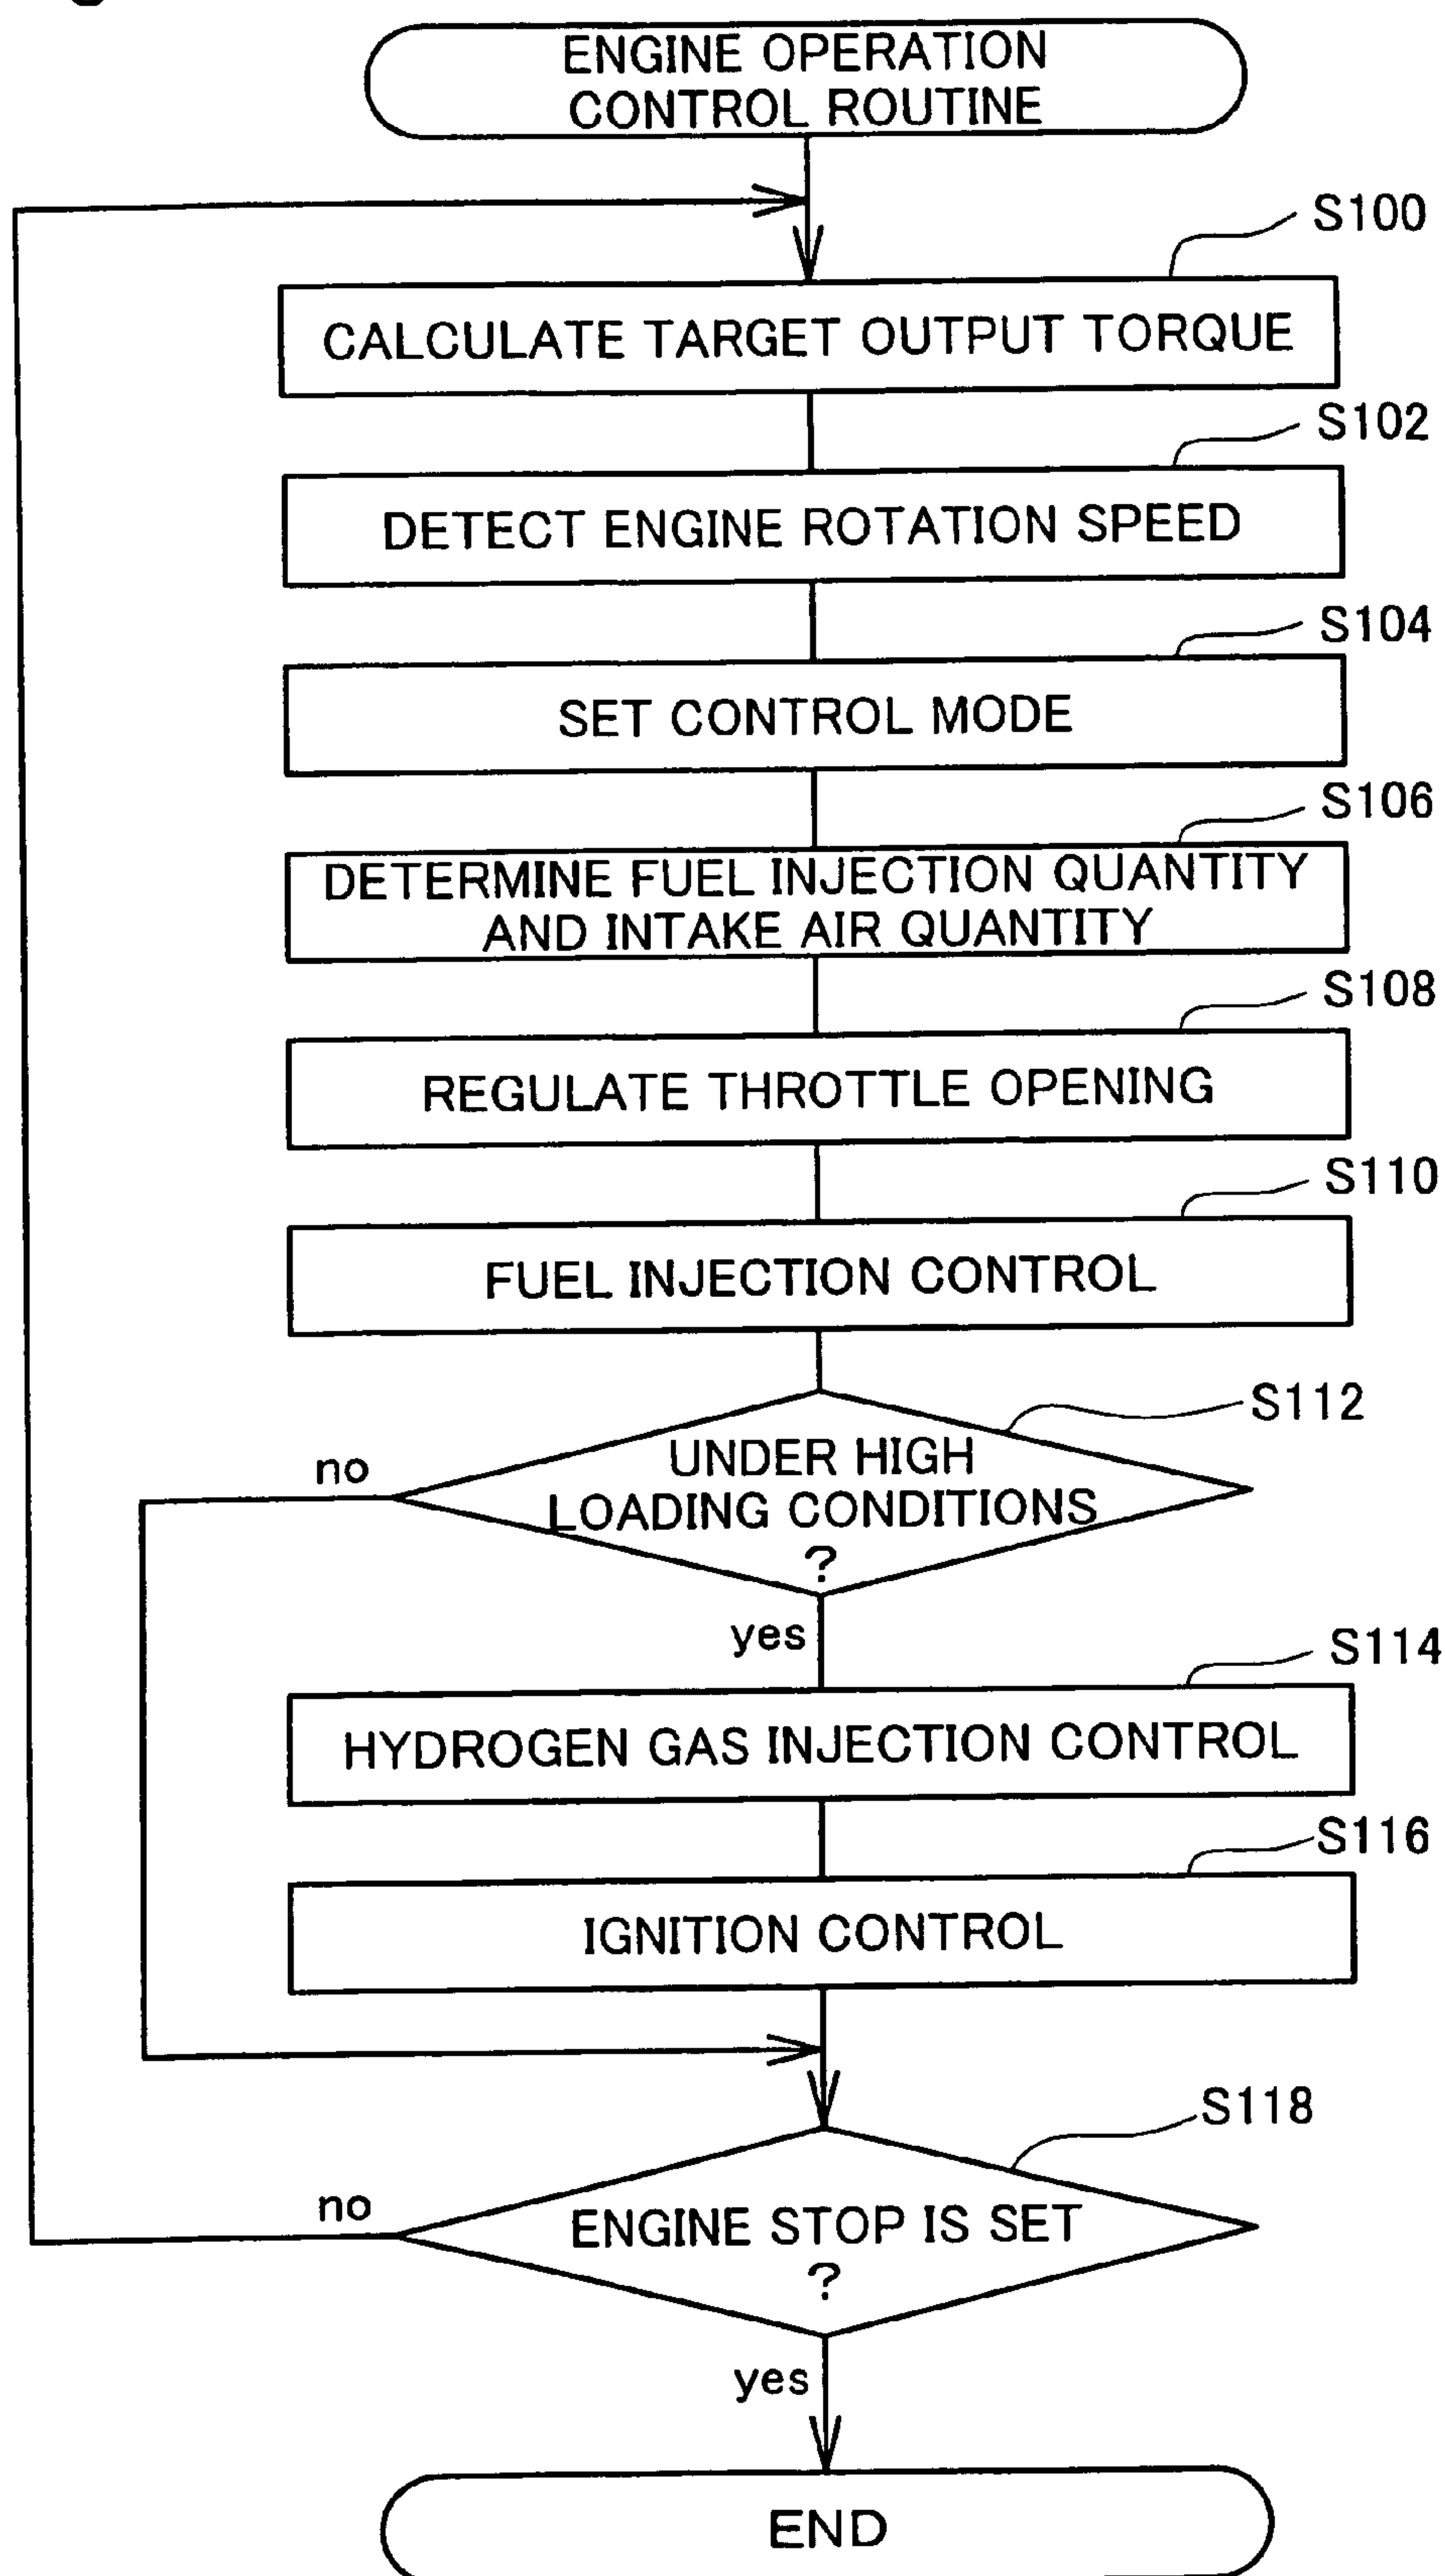 ENGINE OPERATION
CONTROL ROUTINE
S100
CALCULATE TARGET OUTPUT TORQUE
S102
DETECT ENGINE ROTATION SPEED
S104
SET CONTROL MODE
S106
DETERMINE FUEL INJECTION QUANTITY
AND INTAKE AIR QUANTITY
S108
REGULATE THROTTLE OPENING
S110
FUEL INJECTION CONTROL
S112
UNDER HIGH
LOADING CONDITIONS
?
no
yes
S114
HYDROGEN GAS INJECTION CONTROL
S116
IGNITION CONTROL
S118
ENGINE STOP IS SET
?
no
yes
END